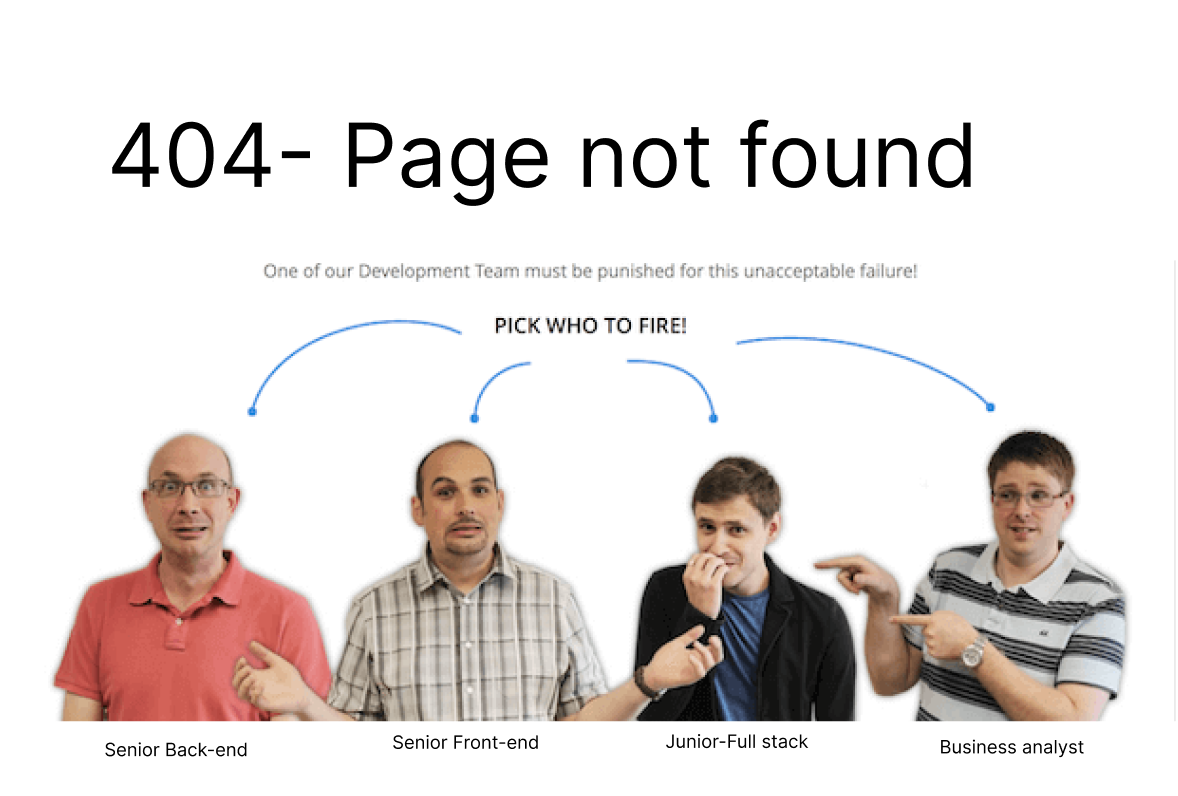 404- Page not found
One of our Development Team must be punished for this unacceptable failure!
PICK WHO TO FIRE!
Senior Back-end
Senior Front-end
Junior-Full stack
Business analyst